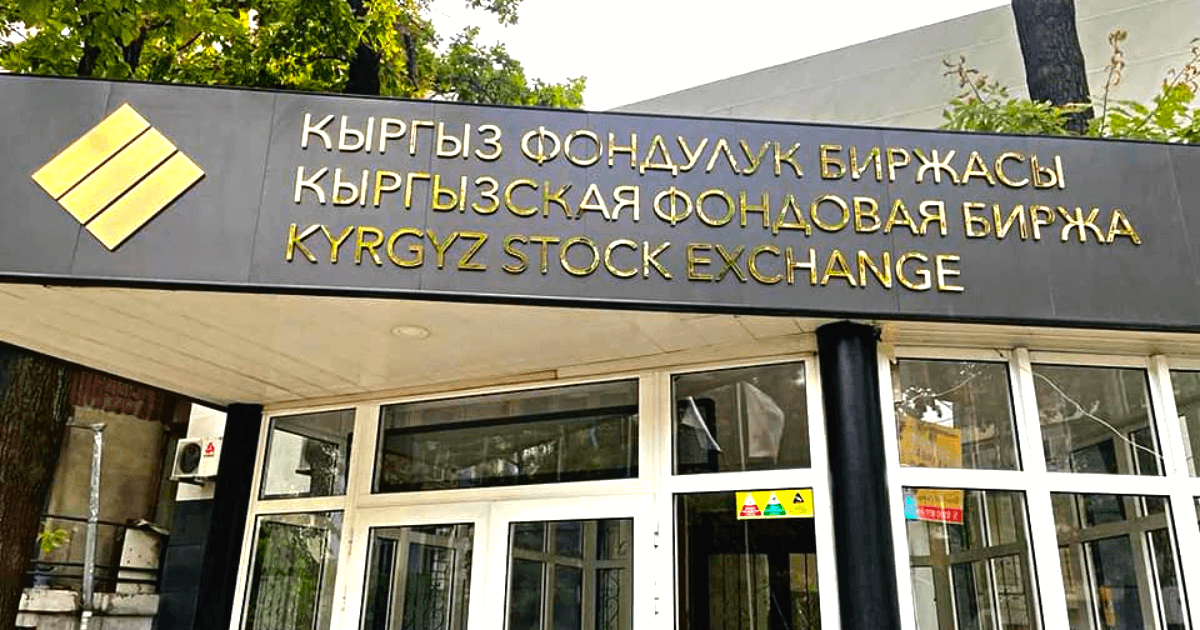 КЫРГЫЗ ФОНДУЛУК БИРЖАСЫ
КЫРГЫЗСКАЯ ФОНДОВАЯ БИРЖА
KYRGYZ STOCK EXCHANGE